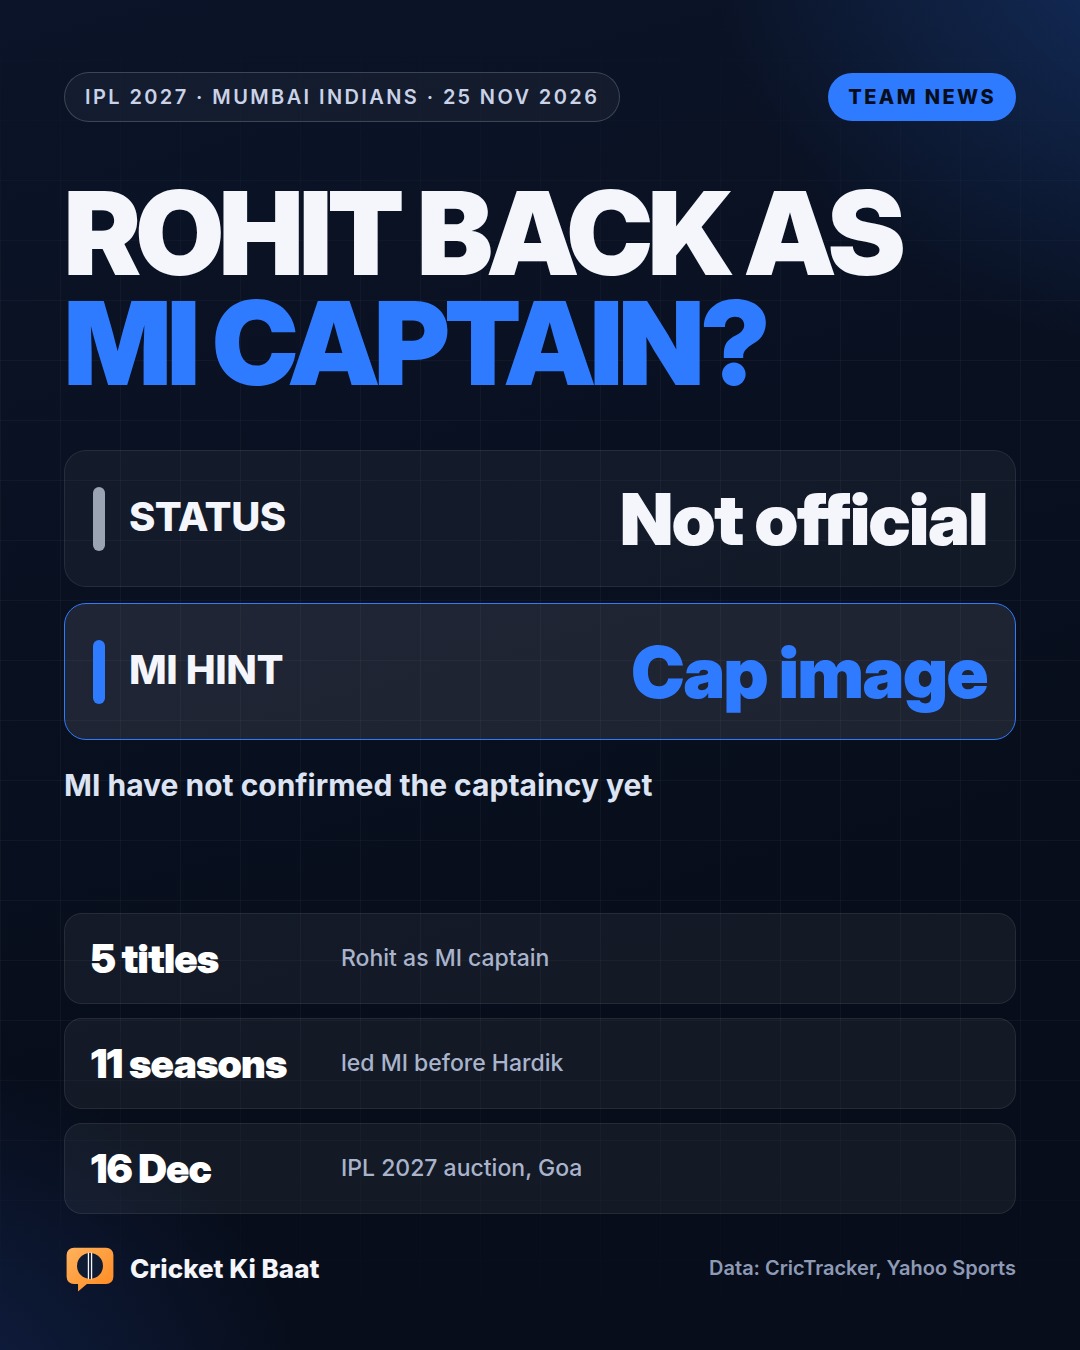 IPL 2027 · MUMBAI INDIANS · 25 NOV 2026
TEAM NEWS
ROHIT BACK AS
MI CAPTAIN?
STATUS
Not official
MI HINT
Cap image
MI have not confirmed the captaincy yet
5 titles
Rohit as MI captain
11 seasons
led MI before Hardik
16 Dec
IPL 2027 auction, Goa
Cricket Ki Baat
Data: CricTracker, Yahoo Sports